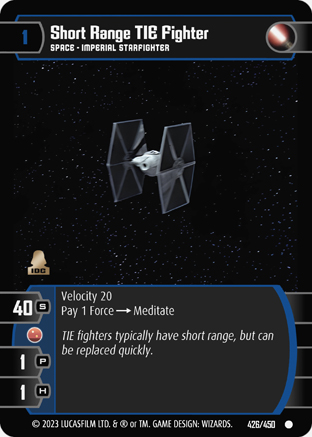 1
Short Range TIE Fighter
SPACE - IMPERIAL STARFIGHTER
IDC
40 S
Velocity 20
Pay 1 Force → Meditate
TIE fighters typically have short range, but can
be replaced quickly.
1 P
1 H
© 2023 LUCASFILM LTD. & ® or TM. GAME DESIGN: WIZARDS. 426/450